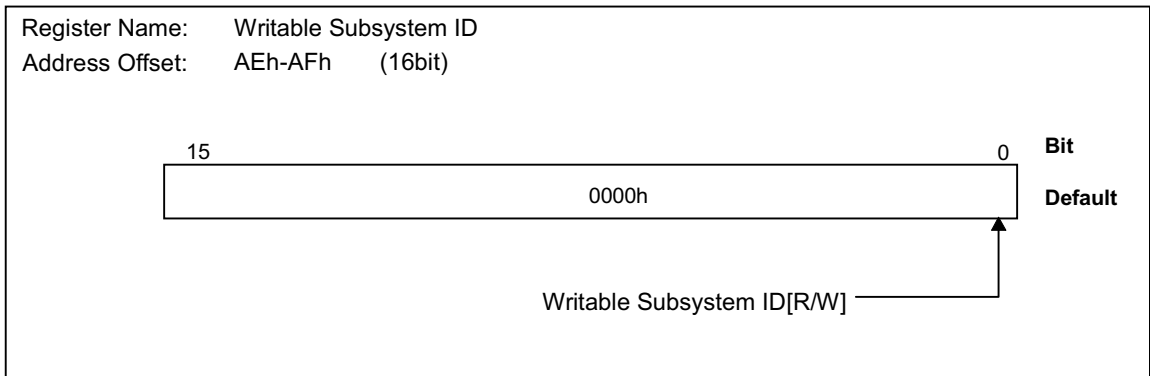 Register Name: Writable Subsystem ID
Address Offset: AEh-AFh (16bit)
15 0 Bit
0000h Default
Writable Subsystem ID[R/W]